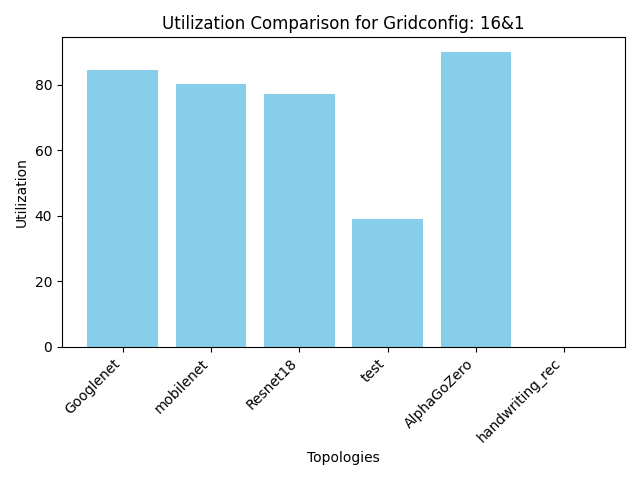 Utilization Comparison for Gridconfig: 16&1
80
60
40
20
0
Utilization
Googlenet
mobilenet
Resnet18
test
AlphaGoZero
handwriting_rec
Topologies